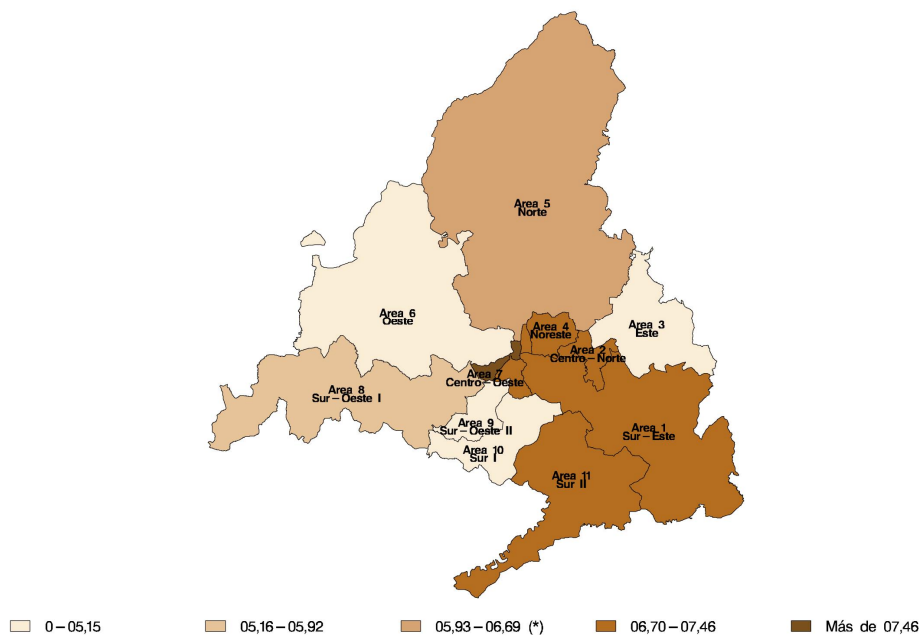 Area 5
Norte
Area 6
Oeste
Area 4
Noreste
Area 3
Este
Area 2
Centro – Norte
Area 7
Centro – Oeste
Area 8
Sur – Oeste I
Area 9
Sur – Oeste II
Area 1
Sur – Este
Area 10
Sur I
Area 11
Sur II
0 – 05,15
05,16 – 05,92
05,93 – 06,69 (*)
06,70 – 07,46
Más de 07,46